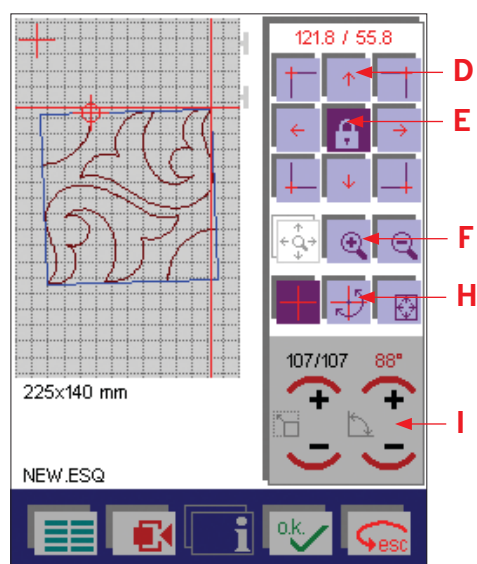 121.8 / 55.8
D
E
F
H
107/107 88°
I
225x140 mm
NEW.ESQ
i o.k. esc